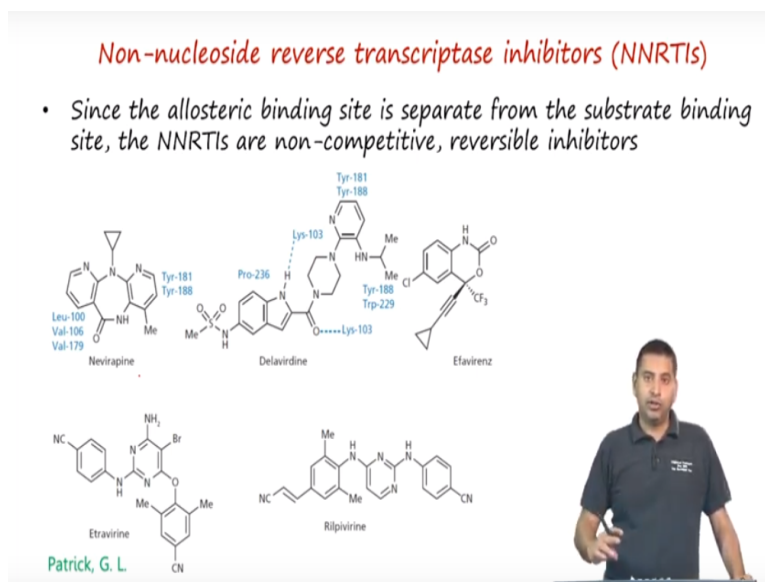 Non-nucleoside reverse transcriptase inhibitors (NNRTIs)
• Since the allosteric binding site is separate from the substrate binding
site, the NNRTIs are non-competitive, reversible inhibitors
N
N
N
NH
O
Me
Tyr-181
Tyr-188
Leu-100
Val-106
Val-179
Nevirapine
Tyr-181
Tyr-188
N
Lys-103
N
HN
Me
Me
Pro-236
H
N
N
Tyr-188
Trp-229
O O
S
Me
N
H
O
Lys-103
Delavirdine
H
N
O
O
Cl
CF3
Efavirenz
NH2
NC
Br
N
N
N
H
O
Me
Me
CN
Etravirine
Me
H
N
N
H
N
N
Me
NC
CN
Rilpivirine
Patrick, G. L.